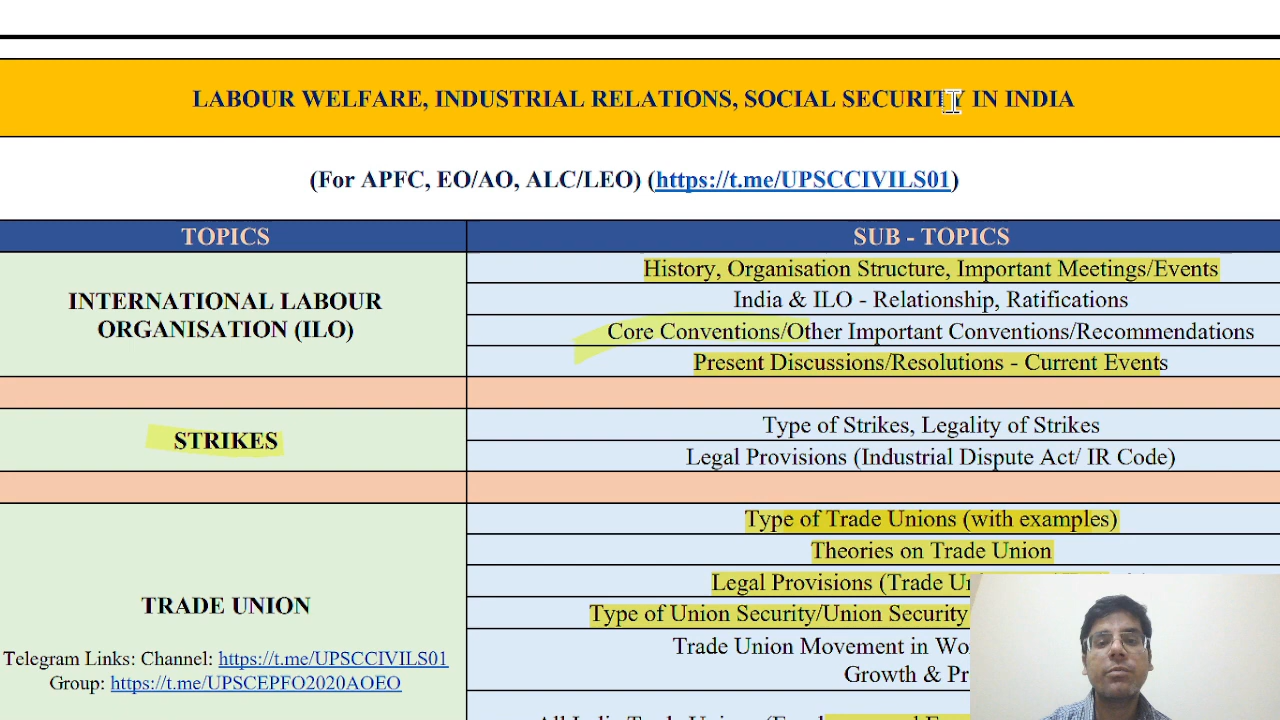 LABOUR WELFARE, INDUSTRIAL RELATIONS, SOCIAL SECURITY IN INDIA
(For APFC, EO/AO, ALC/LEO) (https://t.me/UPSCCIVILS01)
TOPICS
SUB - TOPICS
INTERNATIONAL LABOUR
ORGANISATION (ILO)
History, Organisation Structure, Important Meetings/Events
India & ILO - Relationship, Ratifications
Core Conventions/Other Important Conventions/Recommendations
Present Discussions/Resolutions - Current Events
STRIKES
Type of Strikes, Legality of Strikes
Legal Provisions (Industrial Dispute Act/ IR Code)
TRADE UNION
Type of Trade Unions (with examples)
Theories on Trade Union
Legal Provisions (Trade
Type of Union Security/Union Security
Trade Union Movement in
Growth &
Telegram Links: Channel: https://t.me/UPSCCIVILS01
Group: https://t.me/UPSCEPFO2020AOEO